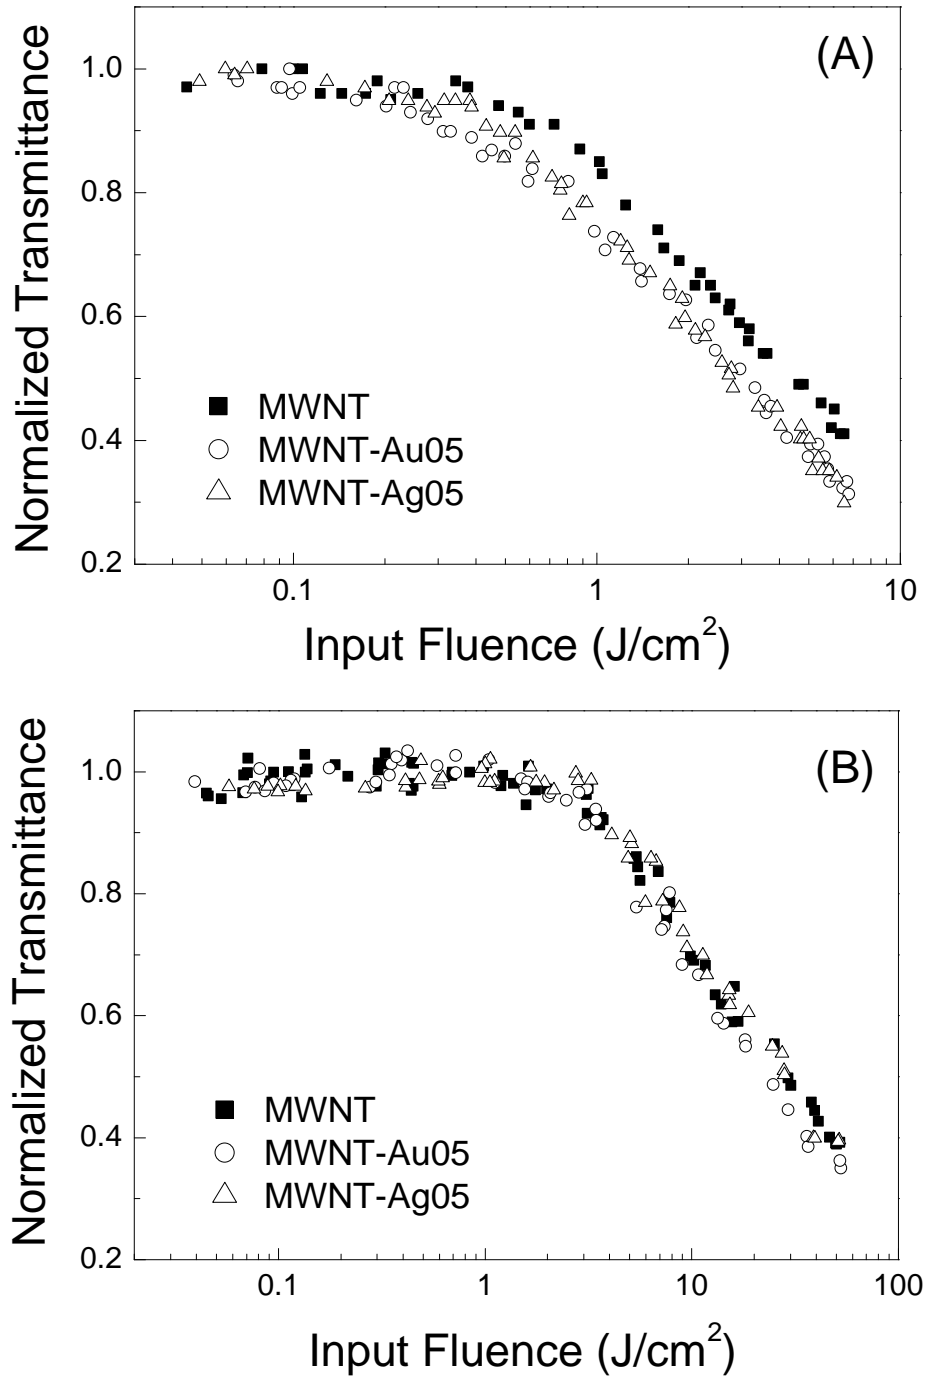 (A)
Normalized Transmittance
1.0
0.8
0.6
0.4
0.2
MWNT
MWNT-Au05
MWNT-Ag05
0.1 1 10
Input Fluence (J/cm²)
(B)
Normalized Transmittance
1.0
0.8
0.6
0.4
0.2
MWNT
MWNT-Au05
MWNT-Ag05
0.1 1 10 100
Input Fluence (J/cm²)